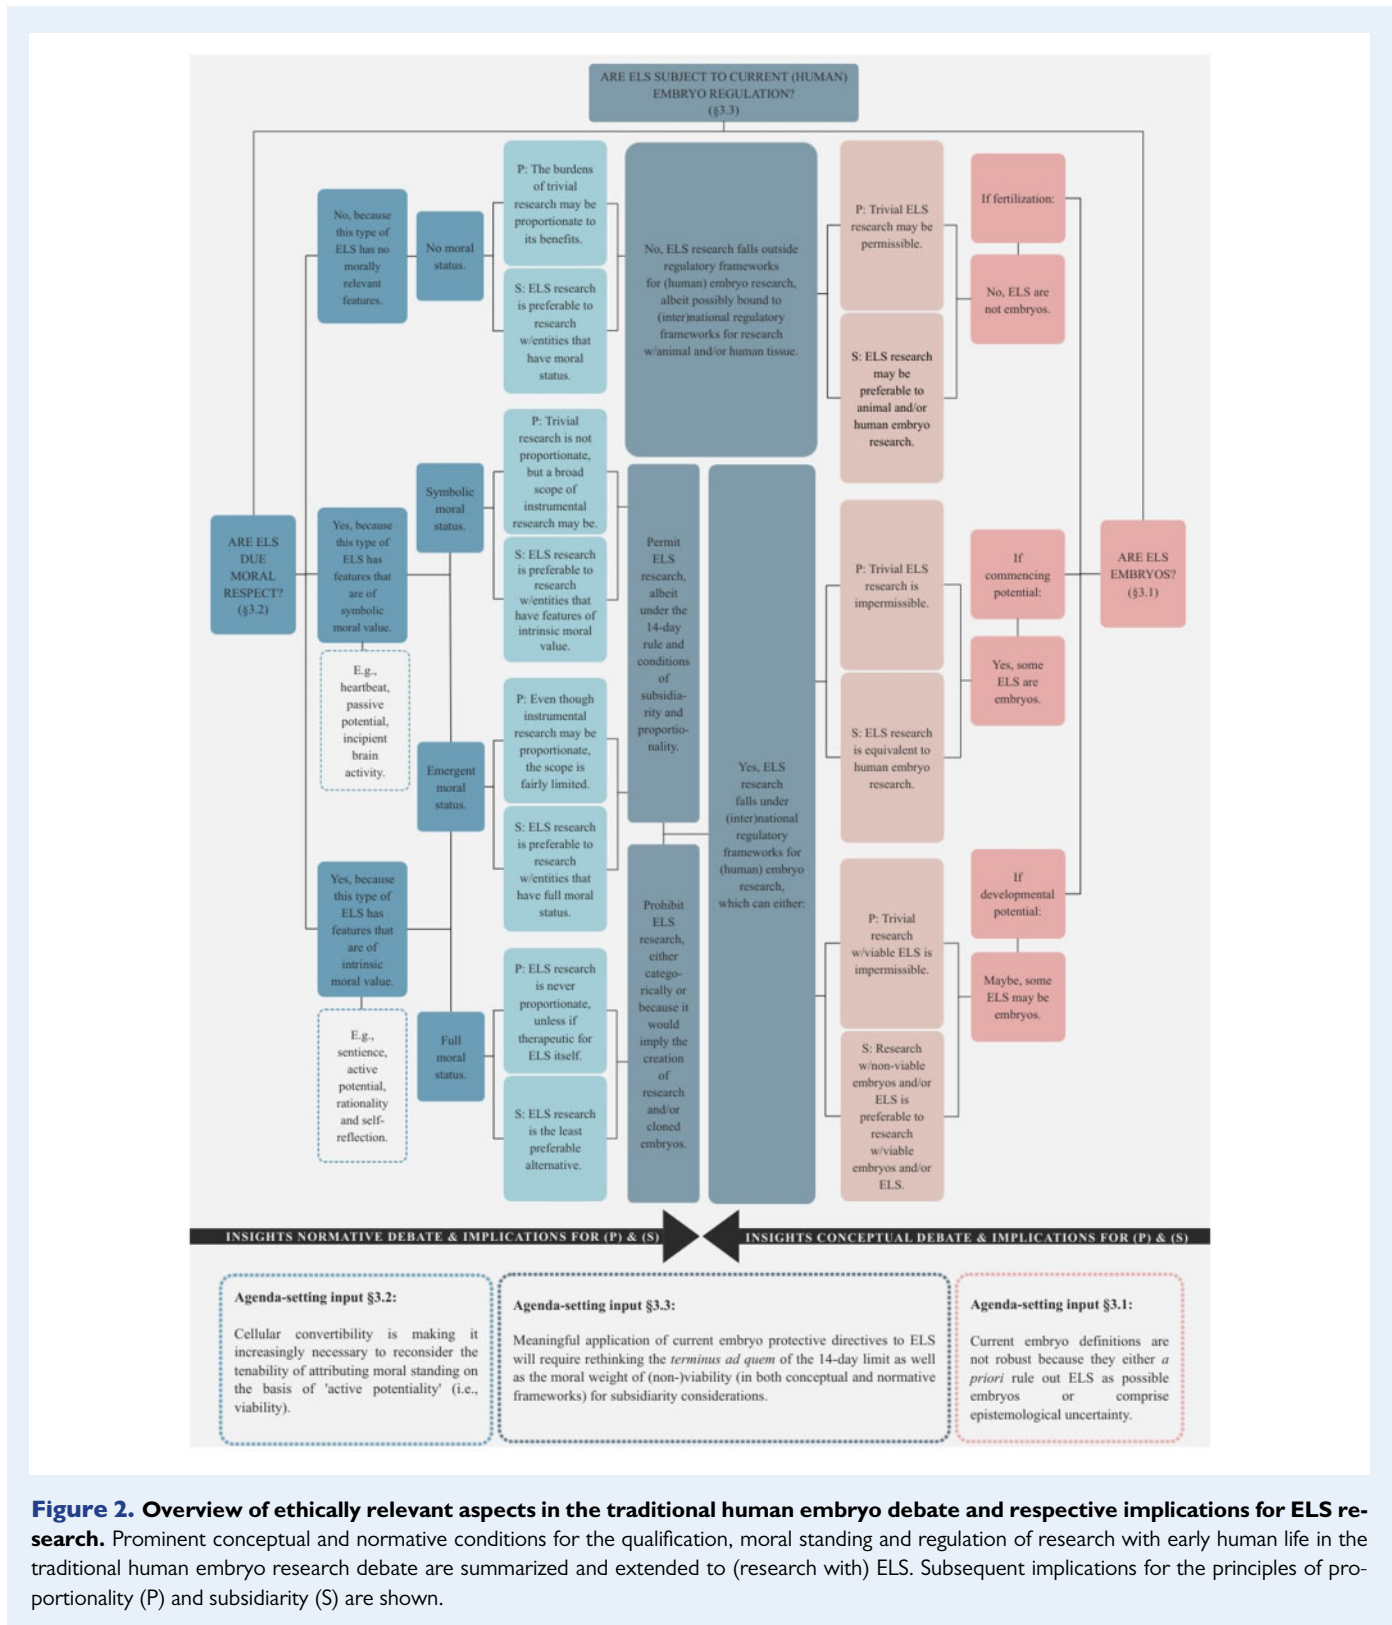 ARE ELS SUBJECT TO CURRENT (HUMAN)
EMBRYO REGULATION?
(§3.3)
ARE ELS
DUE
MORAL
RESPECT?
(§3.2)
No, because
this type of
ELS has no
morally
relevant
features.
No moral
status.
P: The burdens
of trivial
research may be
proportionate to
its benefits.
S: ELS research
is preferable to
research
w/entities that
have moral
status.
Yes, because
this type of
ELS has
features that
are of
symbolic
moral value.
E.g.,
heartbeat,
passive
potential,
incipient
brain
activity.
Symbolic
moral
status.
P: Trivial
research is not
proportionate,
but a broad
scope of
instrumental
research may be.
S: ELS research
is preferable to
research
w/entities that
have features of
intrinsic moral
value.
Emergent
moral
status.
P: Even though
instrumental
research may be
proportionate,
the scope is
fairly limited.
S: ELS research
is preferable to
research
w/entities that
have full moral
status.
Yes, because
this type of
ELS has
features that
are of
intrinsic
moral value.
E.g.,
sentience,
active
potential,
rationality
and self-
reflection.
Full
moral
status.
P: ELS research
is never
proportionate,
unless if
therapeutic for
ELS itself.
S: ELS research
is the least
preferable
alternative.
No, ELS research falls outside
regulatory frameworks
for (human) embryo research,
albeit possibly bound to
(inter)national regulatory
frameworks for research
w/animal and/or human tissue.
Permit
ELS
research,
albeit
under the
14-day
rule and
conditions
of
subsidia-
rity and
proportio-
nality.
Prohibit
ELS
research,
either
catego-
rically or
because it
would
imply the
creation
of
research
and/or
cloned
embryos.
Yes, ELS
research
falls under
(inter)national
regulatory
frameworks for
(human) embryo
research,
which can either:
P: Trivial ELS
research may be
permissible.
S: ELS research
may be
preferable to
animal and/or
human embryo
research.
If fertilization:
No, ELS are
not embryos.
P: Trivial ELS
research is
impermissible.
S: ELS research
is equivalent to
human embryo
research.
If
commencing
potential:
Yes, some
ELS are
embryos.
ARE ELS
EMBRYOS?
(§3.1)
P: Trivial
research
w/viable ELS is
impermissible.
S: Research
w/non-viable
embryos and/or
ELS is
preferable to
research
w/viable
embryos and/or
ELS.
If
developmental
potential:
Maybe, some
ELS may be
embryos.
INSIGHTS NORMATIVE DEBATE & IMPLICATIONS FOR (P) & (S)
INSIGHTS CONCEPTUAL DEBATE & IMPLICATIONS FOR (P) & (S)
Agenda-setting input §3.2:
Cellular convertibility is making it
increasingly necessary to reconsider the
tenability of attributing moral standing on
the basis of 'active potentiality' (i.e.,
viability).
Agenda-setting input §3.3:
Meaningful application of current embryo protective directives to ELS
will require rethinking the terminus ad quem of the 14-day limit as well
as the moral weight of (non-)viability (in both conceptual and normative
frameworks) for subsidiarity considerations.
Agenda-setting input §3.1:
Current embryo definitions are
not robust because they either a
priori rule out ELS as possible
embryos or comprise
epistemological uncertainty.
Figure 2. Overview of ethically relevant aspects in the traditional human embryo debate and respective implications for ELS re-
search. Prominent conceptual and normative conditions for the qualification, moral standing and regulation of research with early human life in the
traditional human embryo research debate are summarized and extended to (research with) ELS. Subsequent implications for the principles of pro-
portionality (P) and subsidiarity (S) are shown.